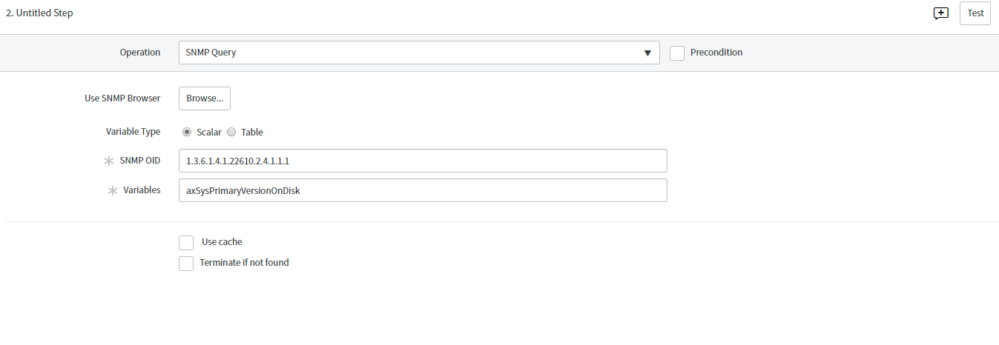 2. Untitled Step
Test
Operation SNMP Query Precondition
Use SNMP Browser Browse...
Variable Type Scalar Table
SNMP OID 1.3.6.1.4.1.22610.2.4.1.1.1
Variables axSysPrimaryVersionOnDisk
Use cache
Terminate if not found